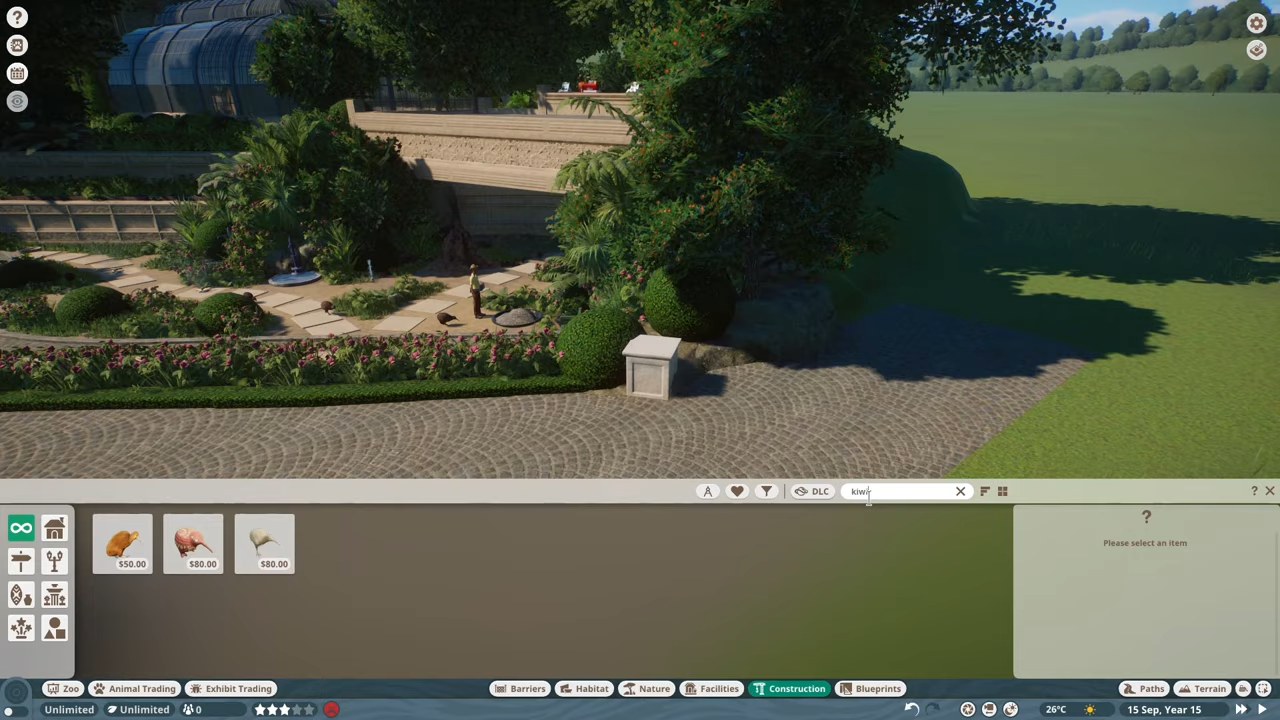 DLC
kiwi
?
$50.00
$80.00
$80.00
?
Please select an item
Zoo
Animal Trading
Exhibit Trading
Barriers
Habitat
Nature
Facilities
Construction
Blueprints
Paths
Terrain
Unlimited
Unlimited
0
26°C
15 Sep, Year 15